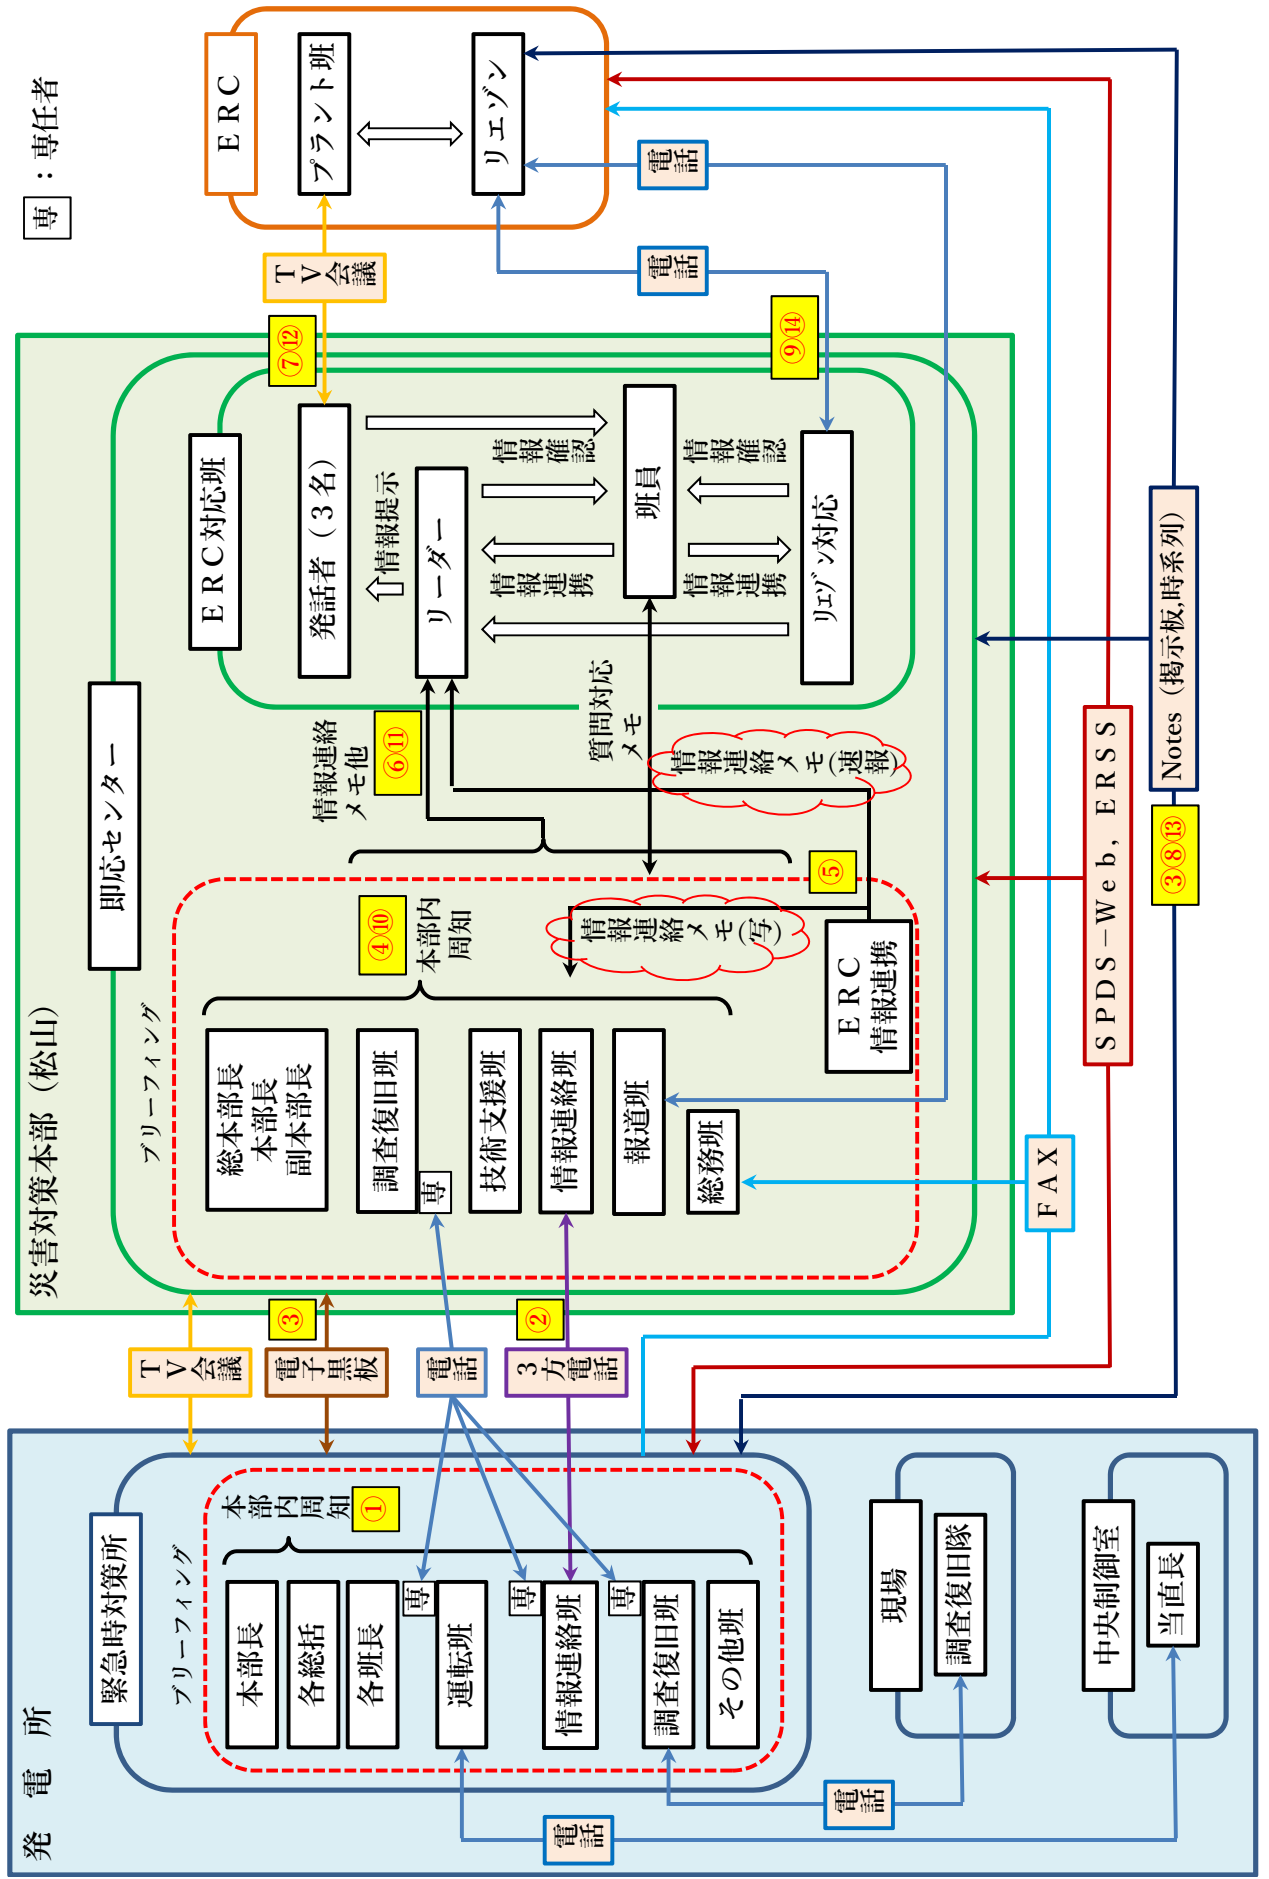 発電所
緊急時対策所
ブリーフィング
本部長
各総括
各班長
運転班
専
情報連絡班
専
調査復旧班
専
その他班
本部内周知
①
現場
調査復旧隊
中央制御室
当直長
電話
電話
TV会議
電子黒板
③
電話
3方電話
②
災害対策本部（松山）
即応センター
ブリーフィング
総本部長
本部長
副本部長
調査復旧班
専
技術支援班
情報連絡班
報道班
総務班
ERC
情報連携
④⑩
本部内
周知
情報連絡メモ(写)
⑤
情報連絡
メモ他
⑥⑪
質問対応
メモ
情報連絡メモ(速報)
ERC対応班
発話者（3名）
情報提示
リーダー
情報連携
情報確認
班員
情報連携
情報確認
リエゾン対応
⑦⑫
⑨⑭
TV会議
電話
電話
ERC
プラント班
リエゾン
専：専任者
FAX
SPDS−Web, ERSS
Notes（掲示板,時系列）
③⑧⑬